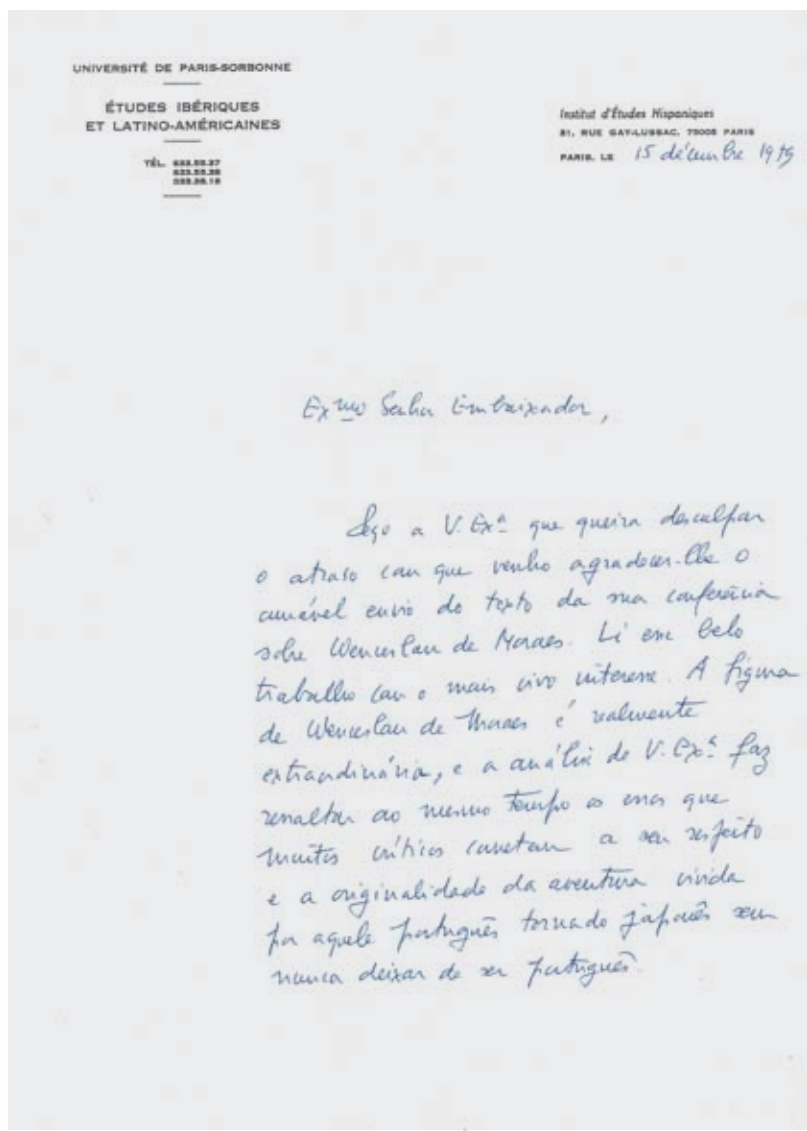 UNIVERSITÉ DE PARIS-SORBONNE
ÉTUDES IBÉRIQUES
ET LATINO-AMÉRICAINES
TÉL.
Institut d'Études Hispaniques
31, RUE GAY-LUSSAC, 75005 PARIS
PARIS, LE 15 décembre 1979
Exmo Senhor Embaixador,
Peço a V. Exª que queira desculpar
o atraso com que venho agradecer-lhe o
amável envio do texto da sua conferência
sobre Wenceslau de Moraes. Li esse belo
trabalho com o mais vivo interesse. A figura
de Wenceslau de Moraes é realmente
extraordinária, e a análise de V. Exª faz
ressaltar ao mesmo tempo os erros que
muitos críticos cometeram a seu respeito
e a originalidade da aventura vivida
por aquele português tornado japonês sem
nunca deixar de ser português.